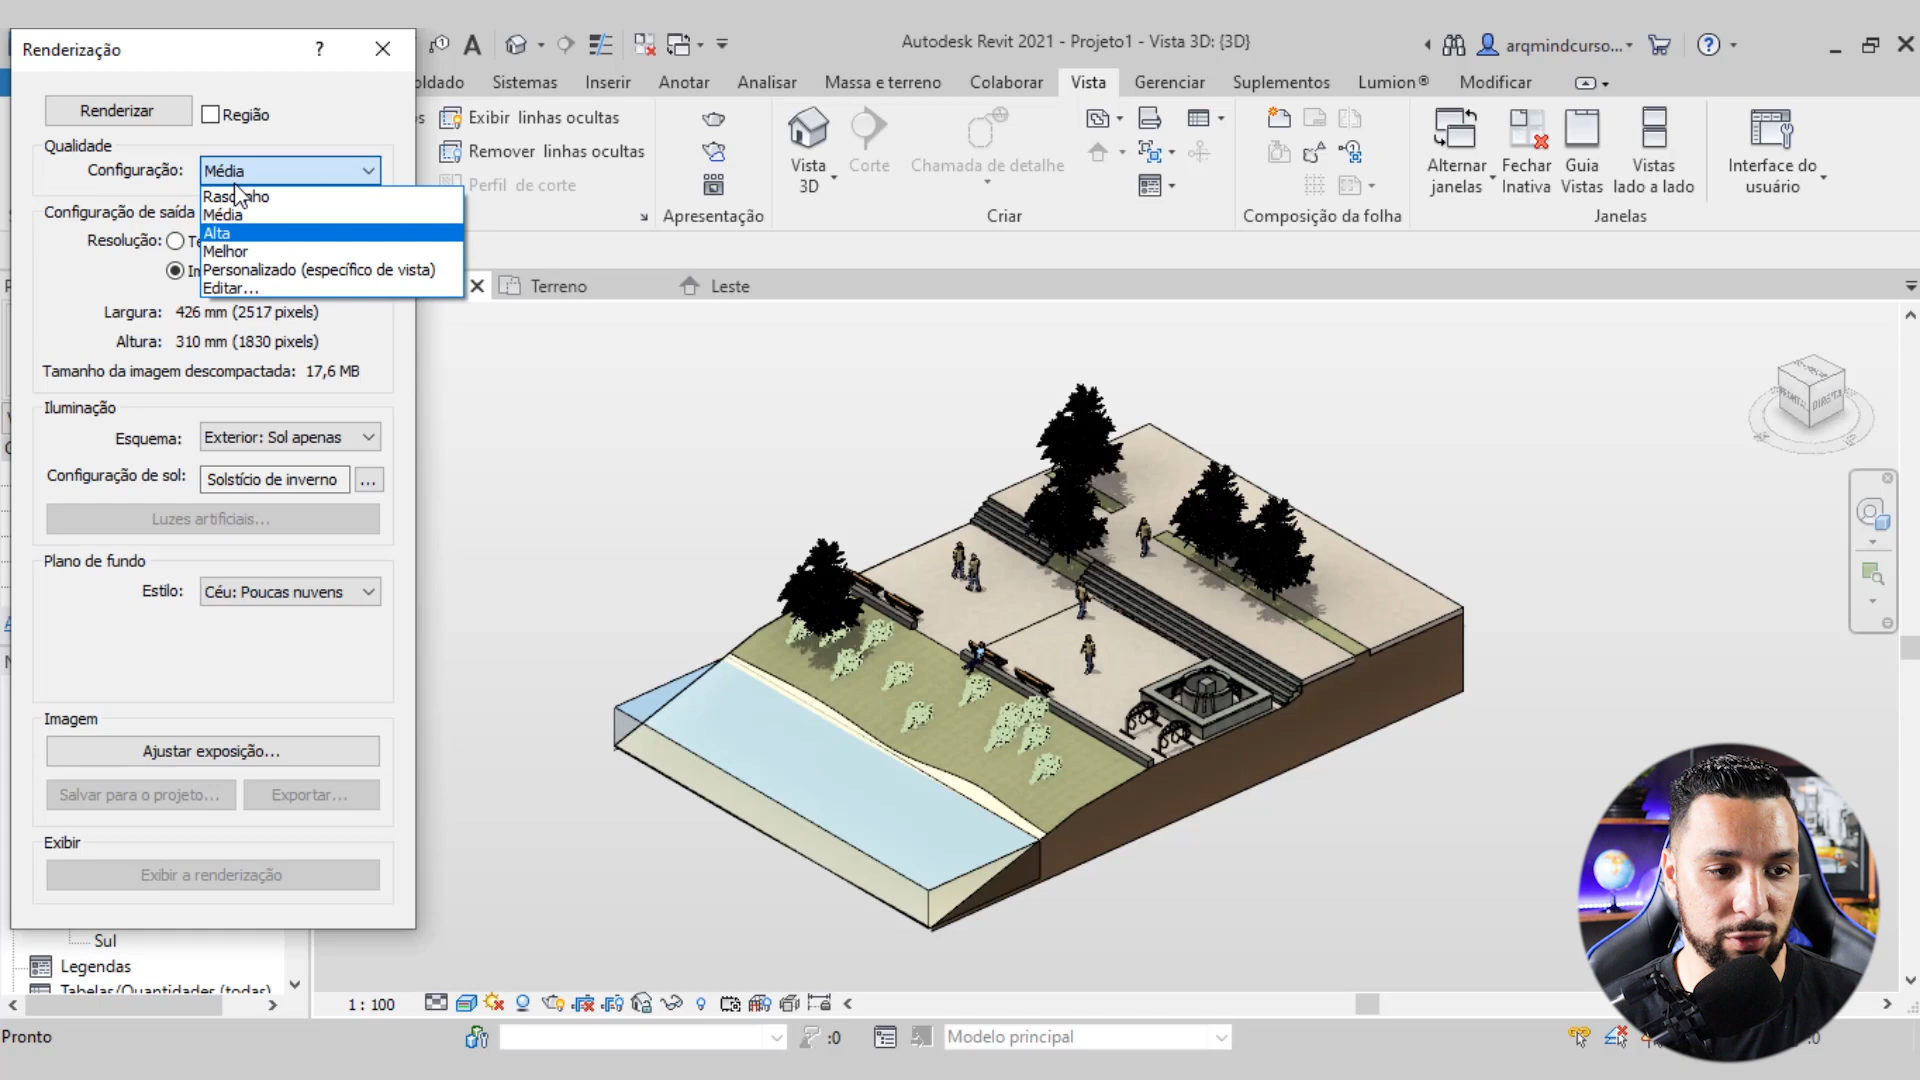 Renderização
?
Autodesk Revit 2021 - Projeto1 - Vista 3D: {3D}
arqmindcurso...
oldado
Sistemas
Inserir
Anotar
Analisar
Massa e terreno
Colaborar
Vista
Gerenciar
Suplementos
Lumion®
Modificar
Renderizar
Região
Exibir linhas ocultas
Remover linhas ocultas
Perfil de corte
Apresentação
Vista
3D
Corte
Chamada de detalhe
Criar
Composição da folha
Alternar
janelas
Fechar
Inativa
Guia
Vistas
Vistas
lado a lado
Interface do
usuário
Janelas
Qualidade
Configuração:
Média
Média
Alta
Melhor
Personalizado (específico de vista)
Editar...
Configuração de saída
Resolução:
Terreno
Leste
Largura: 426 mm (2517 pixels)
Altura: 310 mm (1830 pixels)
Tamanho da imagem descompactada: 17,6 MB
Iluminação
Esquema:
Exterior: Sol apenas
Configuração de sol:
Solstício de inverno
...
Luzes artificiais...
Plano de fundo
Estilo:
Céu: Poucas nuvens
Imagem
Ajustar exposição...
Salvar para o projeto...
Exportar...
Exibir
Exibir a renderização
DIREITA
Sul
Legendas
Tabelas/Quantidades (todas)
1 : 100
Pronto
:0
Modelo principal
:0